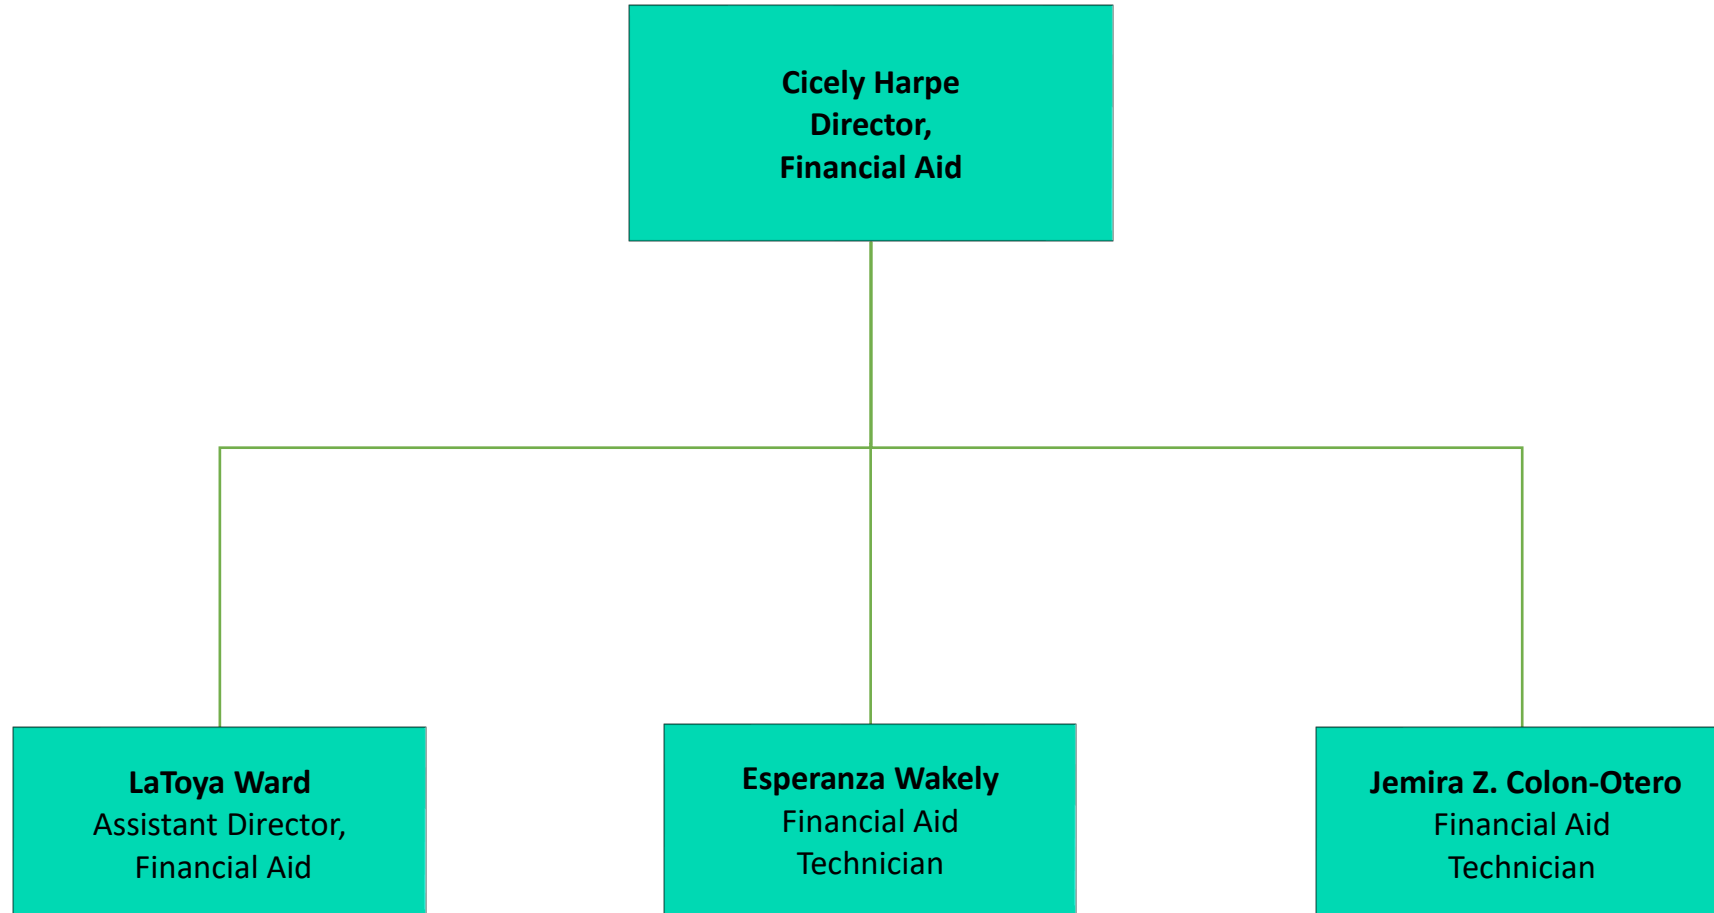 Cicely Harpe
Director,
Financial Aid
LaToya Ward
Assistant Director,
Financial Aid
Esperanza Wakely
Financial Aid
Technician
Jemira Z. Colon-Otero
Financial Aid
Technician